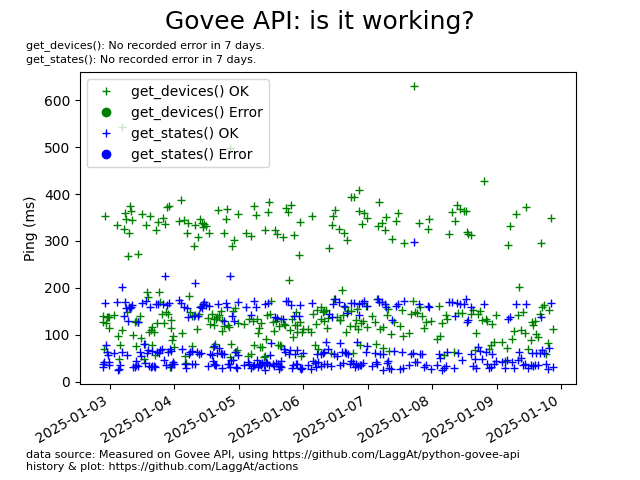 Govee API: is it working?
get_devices(): No recorded error in 7 days.
get_states(): No recorded error in 7 days.
get_devices() OK
get_devices() Error
get_states() OK
get_states() Error
Ping (ms)
600
500
400
300
200
100
0
2025-01-03
2025-01-04
2025-01-05
2025-01-06
2025-01-07
2025-01-08
2025-01-09
2025-01-10
data source: Measured on Govee API, using https://github.com/LaggAt/python-govee-api
history & plot: https://github.com/LaggAt/actions